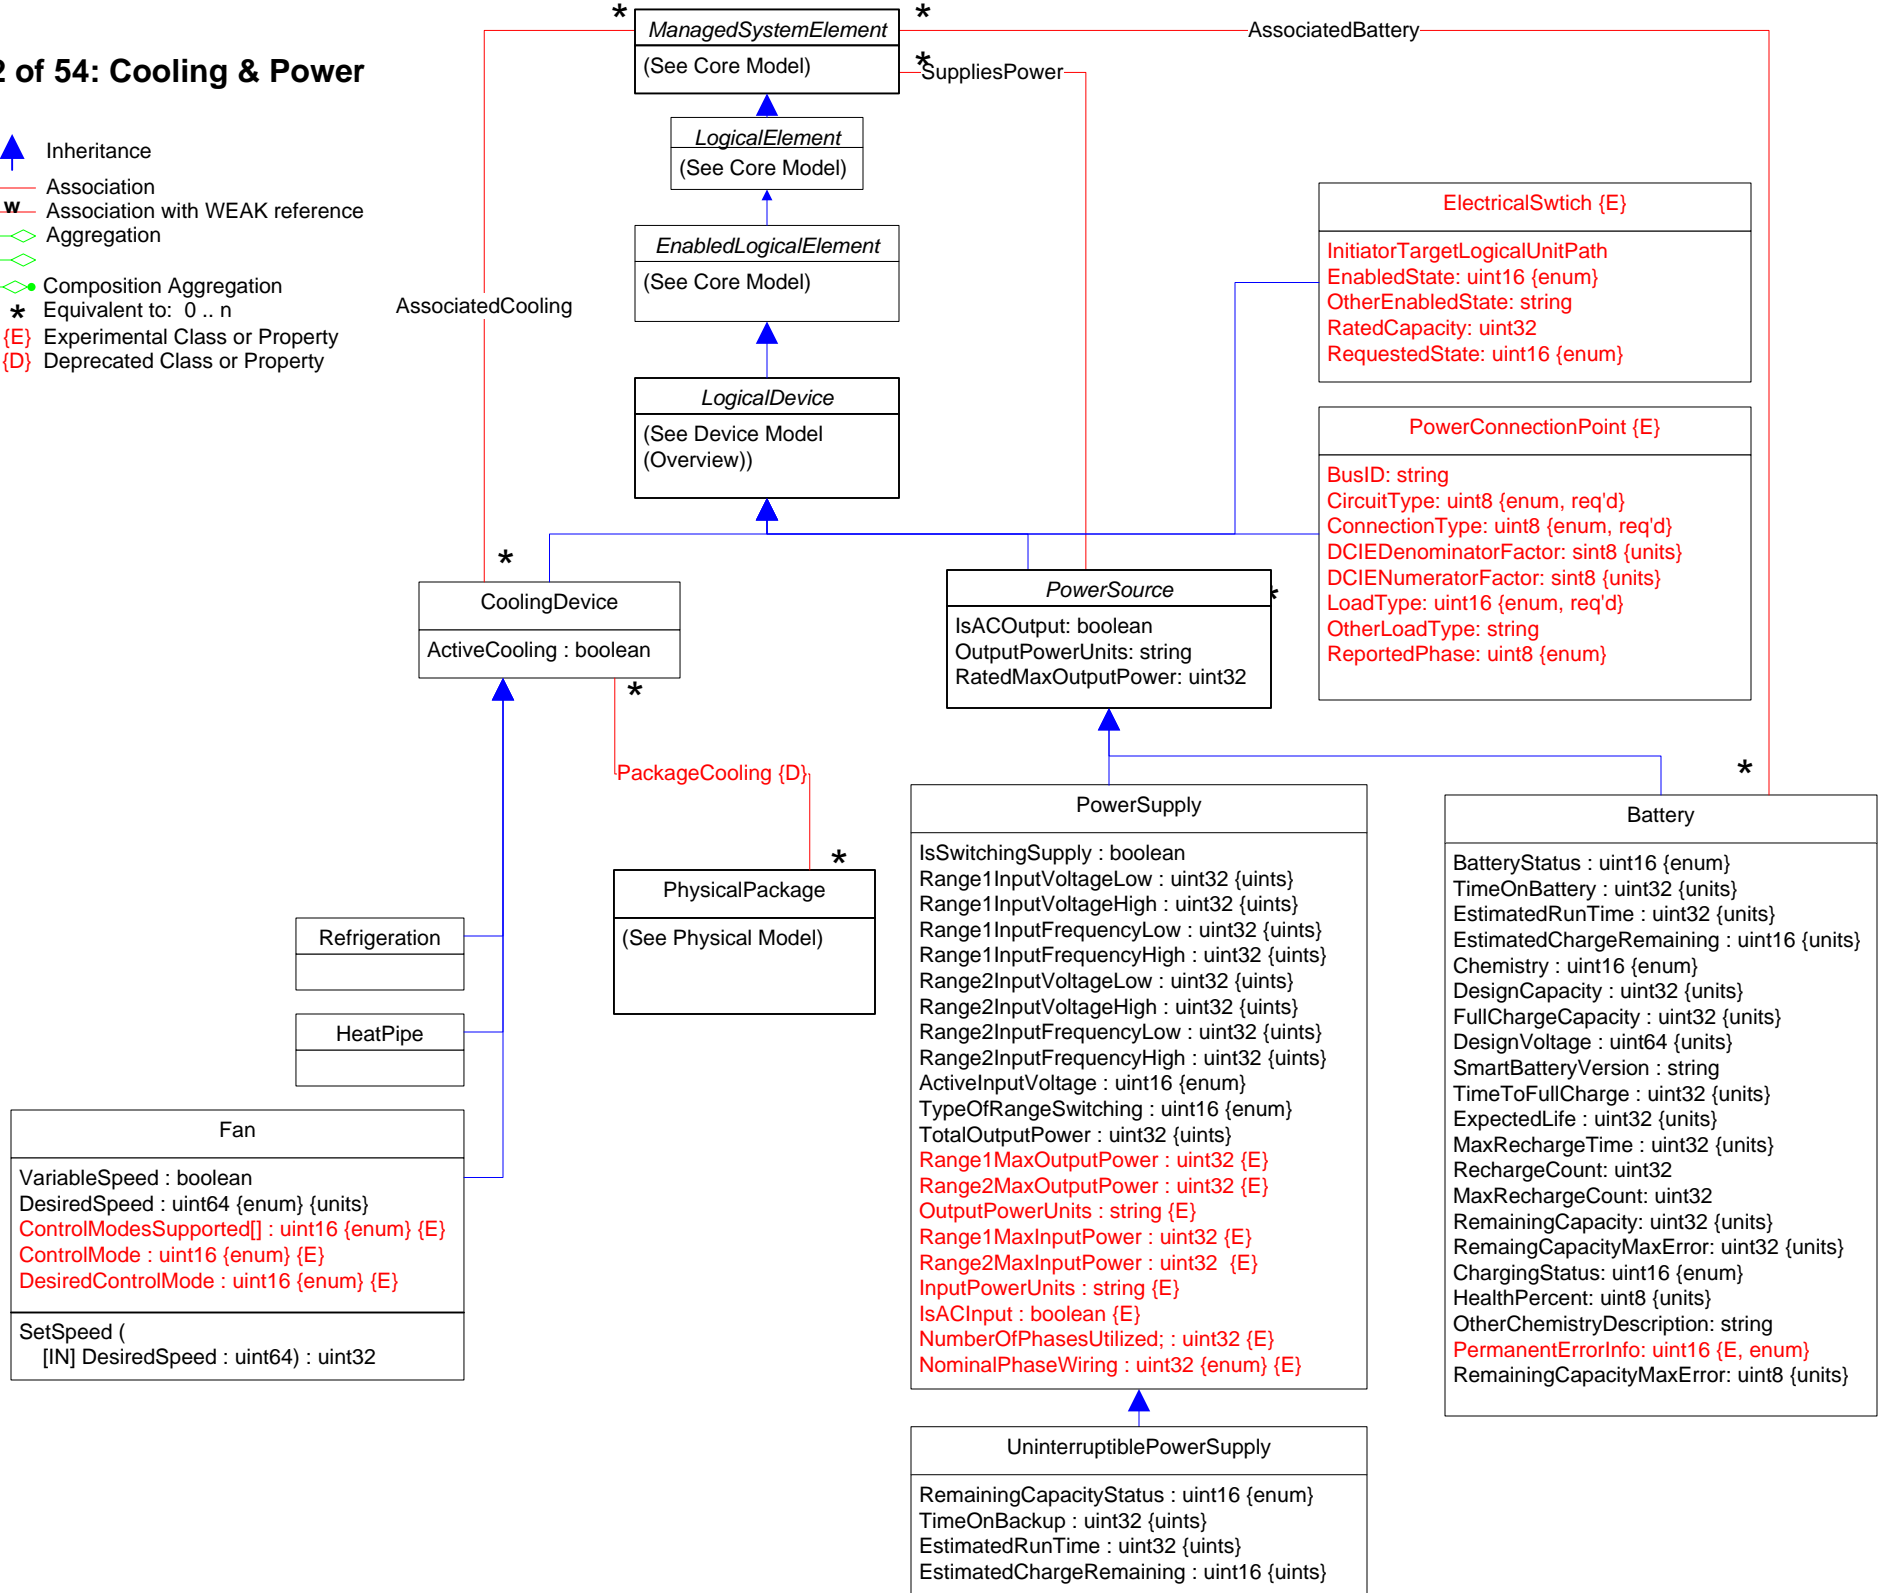 2 of 54: Cooling & Power
Inheritance
Association
w Association with WEAK reference
Aggregation
Composition Aggregation
* Equivalent to: 0 .. n
{E} Experimental Class or Property
{D} Deprecated Class or Property
*
ManagedSystemElement
(See Core Model)
*
AssociatedBattery
*
SuppliesPower
LogicalElement
(See Core Model)
EnabledLogicalElement
(See Core Model)
AssociatedCooling
LogicalDevice
(See Device Model
(Overview))
ElectricalSwtich {E}
InitiatorTargetLogicalUnitPath
EnabledState: uint16 {enum}
OtherEnabledState: string
RatedCapacity: uint32
RequestedState: uint16 {enum}
PowerConnectionPoint {E}
BusID: string
CircuitType: uint8 {enum, req'd}
ConnectionType: uint8 {enum, req'd}
DCIEDenominatorFactor: sint8 {units}
DCIENumeratorFactor: sint8 {units}
LoadType: uint16 {enum, req'd}
OtherLoadType: string
ReportedPhase: uint8 {enum}
*
CoolingDevice
ActiveCooling : boolean
*
PowerSource
*
IsACOutput: boolean
OutputPowerUnits: string
RatedMaxOutputPower: uint32
PackageCooling {D}
*
PhysicalPackage
(See Physical Model)
Refrigeration
HeatPipe
Fan
VariableSpeed : boolean
DesiredSpeed : uint64 {enum} {units}
ControlModesSupported[] : uint16 {enum} {E}
ControlMode : uint16 {enum} {E}
DesiredControlMode : uint16 {enum} {E}
SetSpeed (
[IN] DesiredSpeed : uint64) : uint32
PowerSupply
IsSwitchingSupply : boolean
Range1InputVoltageLow : uint32 {uints}
Range1InputVoltageHigh : uint32 {uints}
Range1InputFrequencyLow : uint32 {uints}
Range1InputFrequencyHigh : uint32 {uints}
Range2InputVoltageLow : uint32 {uints}
Range2InputVoltageHigh : uint32 {uints}
Range2InputFrequencyLow : uint32 {uints}
Range2InputFrequencyHigh : uint32 {uints}
ActiveInputVoltage : uint16 {enum}
TypeOfRangeSwitching : uint16 {enum}
TotalOutputPower : uint32 {uints}
Range1MaxOutputPower : uint32 {E}
Range2MaxOutputPower : uint32 {E}
OutputPowerUnits : string {E}
Range1MaxInputPower : uint32 {E}
Range2MaxInputPower : uint32 {E}
InputPowerUnits : string {E}
IsACInput : boolean {E}
NumberOfPhasesUtilized; : uint32 {E}
NominalPhaseWiring : uint32 {enum} {E}
*
Battery
BatteryStatus : uint16 {enum}
TimeOnBattery : uint32 {units}
EstimatedRunTime : uint32 {units}
EstimatedChargeRemaining : uint16 {units}
Chemistry : uint16 {enum}
DesignCapacity : uint32 {units}
FullChargeCapacity : uint32 {units}
DesignVoltage : uint64 {units}
SmartBatteryVersion : string
TimeToFullCharge : uint32 {units}
ExpectedLife : uint32 {units}
MaxRechargeTime : uint32 {units}
RechargeCount: uint32
MaxRechargeCount: uint32
RemainingCapacity: uint32 {units}
RemaingCapacityMaxError: uint32 {units}
ChargingStatus: uint16 {enum}
HealthPercent: uint8 {units}
OtherChemistryDescription: string
PermanentErrorInfo: uint16 {E, enum}
RemainingCapacityMaxError: uint8 {units}
UninterruptiblePowerSupply
RemainingCapacityStatus : uint16 {enum}
TimeOnBackup : uint32 {uints}
EstimatedRunTime : uint32 {uints}
EstimatedChargeRemaining : uint16 {uints}